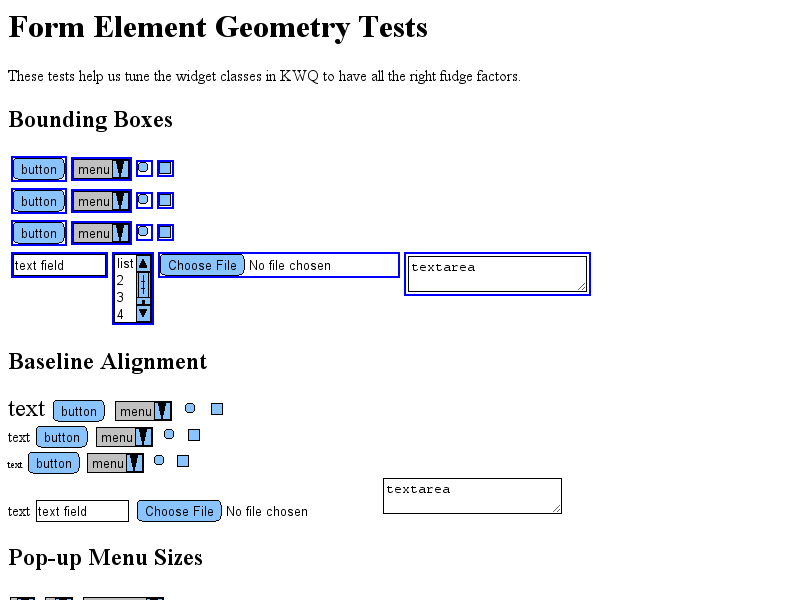 Form Element Geometry Tests
These tests help us tune the widget classes in KWQ to have all the right fudge factors.
Bounding Boxes
button menu
button menu
button menu
text field list Choose File No file chosen textarea
2
3
4
Baseline Alignment
text button menu
text button menu
text button menu
textarea
text text field Choose File No file chosen
Pop-up Menu Sizes